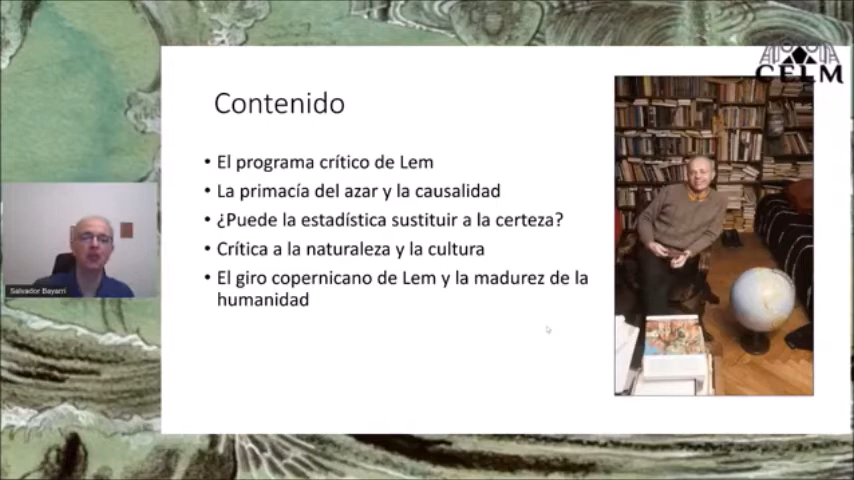 CELM
Contenido
• El programa crítico de Lem
• La primacía del azar y la causalidad
• ¿Puede la estadística sustituir a la certeza?
• Crítica a la naturaleza y la cultura
• El giro copernicano de Lem y la madurez de la
humanidad
Salvador Bayarri